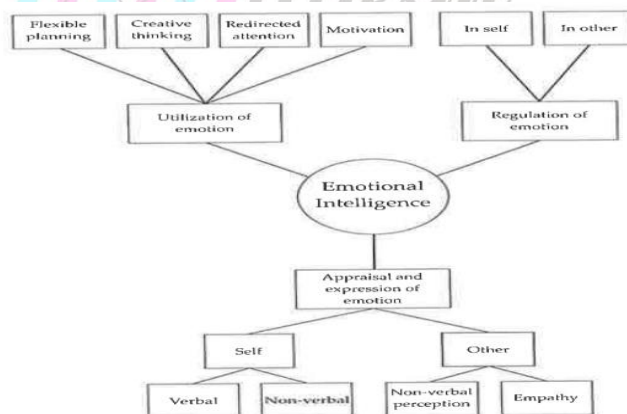 Flexible
planning
Creative
thinking
Redirected
attention
Motivation
In self
In other
Utilization of
emotion
Regulation of
emotion
Emotional
Intelligence
Appraisal and
expression of
emotion
Self
Other
Verbal
Non-verbal
Non-verbal
perception
Empathy